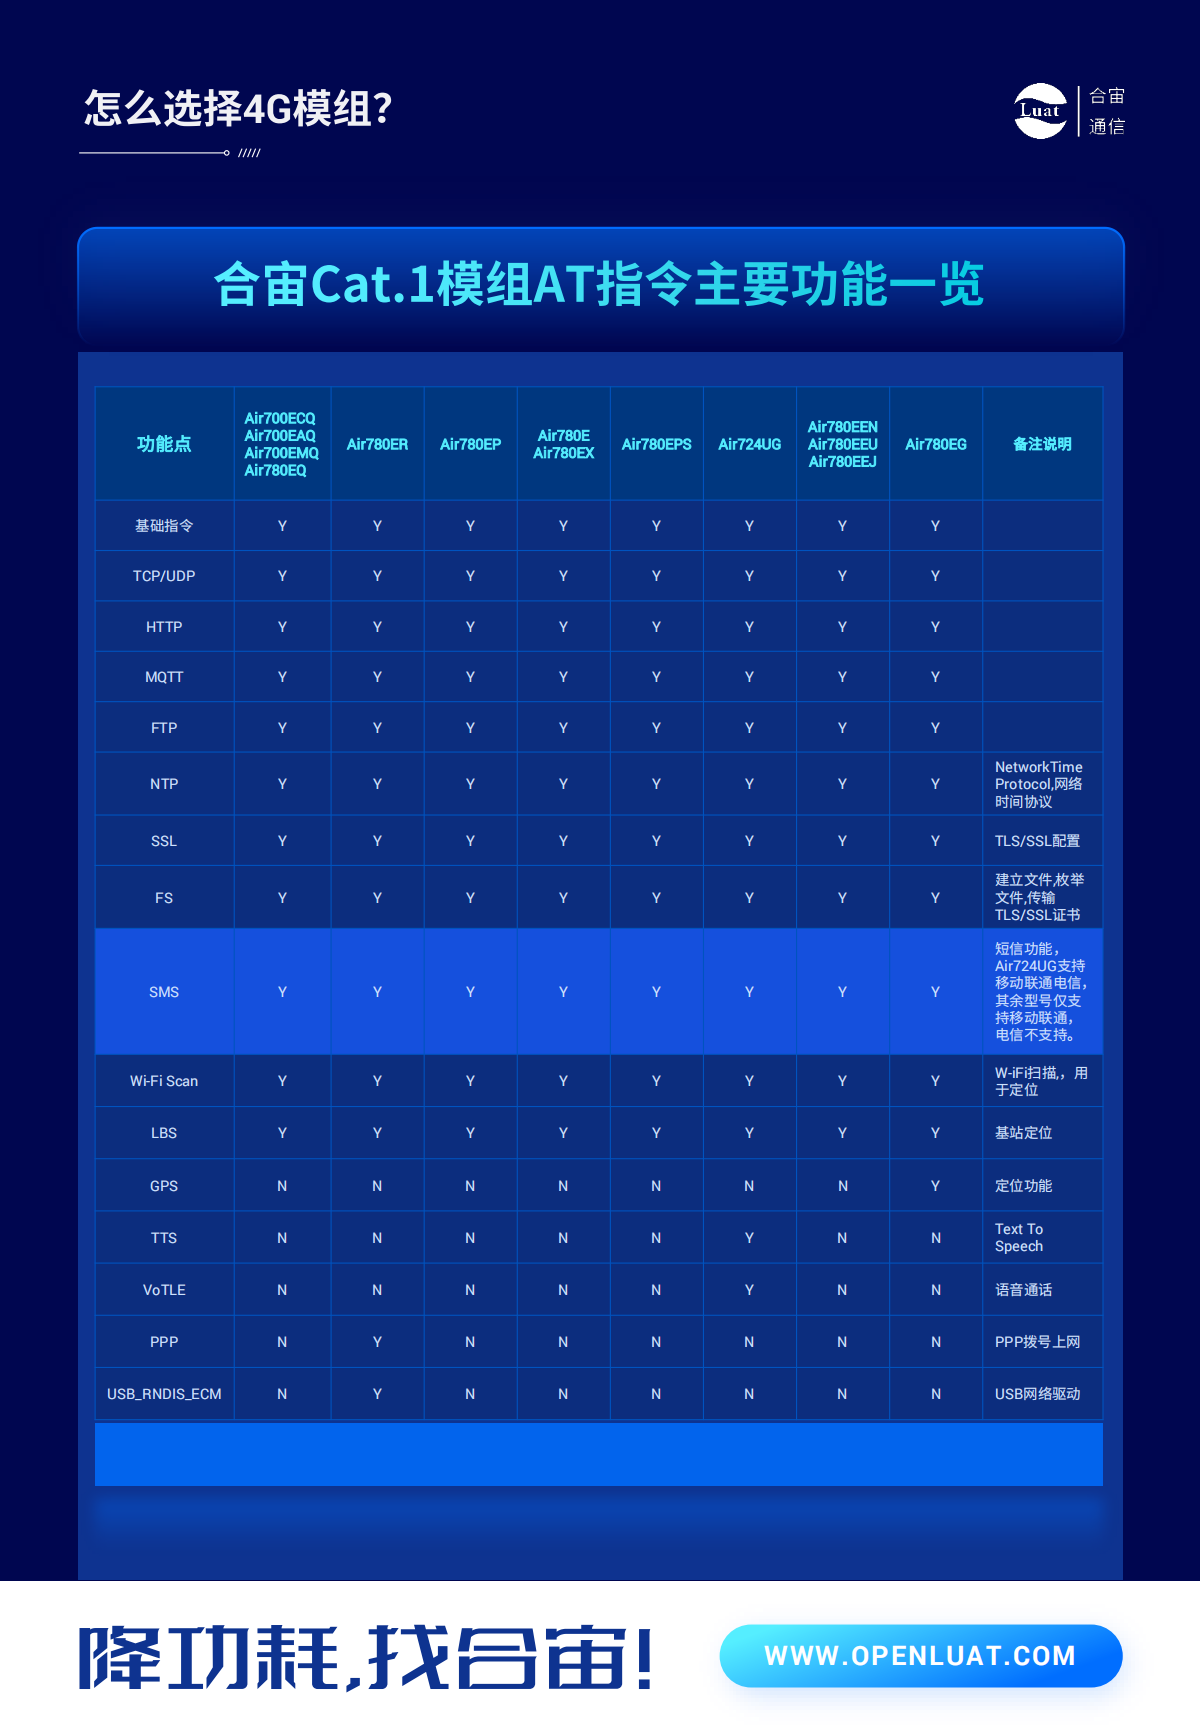 怎么选择4G模组?
Luat
合宙
通信
合宙Cat.1模组AT指令主要功能一览
功能点 Air700ECQ Air700EAQ Air700EMQ Air780EQ Air780ER Air780EP Air780E Air780EX Air780EPS Air724UG Air780EEN Air780EEU Air780EEJ Air780EG 备注说明
基础指令 Y Y Y Y Y Y Y Y
TCP/UDP Y Y Y Y Y Y Y Y
HTTP Y Y Y Y Y Y Y Y
MQTT Y Y Y Y Y Y Y Y
FTP Y Y Y Y Y Y Y Y
NTP Y Y Y Y Y Y Y Y NetworkTime
Protocol,网络
时间协议
SSL Y Y Y Y Y Y Y Y TLS/SSL配置
FS Y Y Y Y Y Y Y Y 建立文件,枚举
文件,传输
TLS/SSL证书
SMS Y Y Y Y Y Y Y Y 短信功能，
Air724UG支持
移动联通电信，
其余型号仅支
持移动联通，
电信不支持。
Wi-Fi Scan Y Y Y Y Y Y Y Y W-iFi扫描,，用
于定位
LBS Y Y Y Y Y Y Y Y 基站定位
GPS N N N N N N N Y 定位功能
TTS N N N N N Y N N Text To
Speech
VoTLE N N N N N Y N N 语音通话
PPP N Y N N N N N N PPP拨号上网
USB_RNDIS_ECM N Y N N N N N N USB网络驱动
降功耗,找合宙!
WWW.OPENLUAT.COM